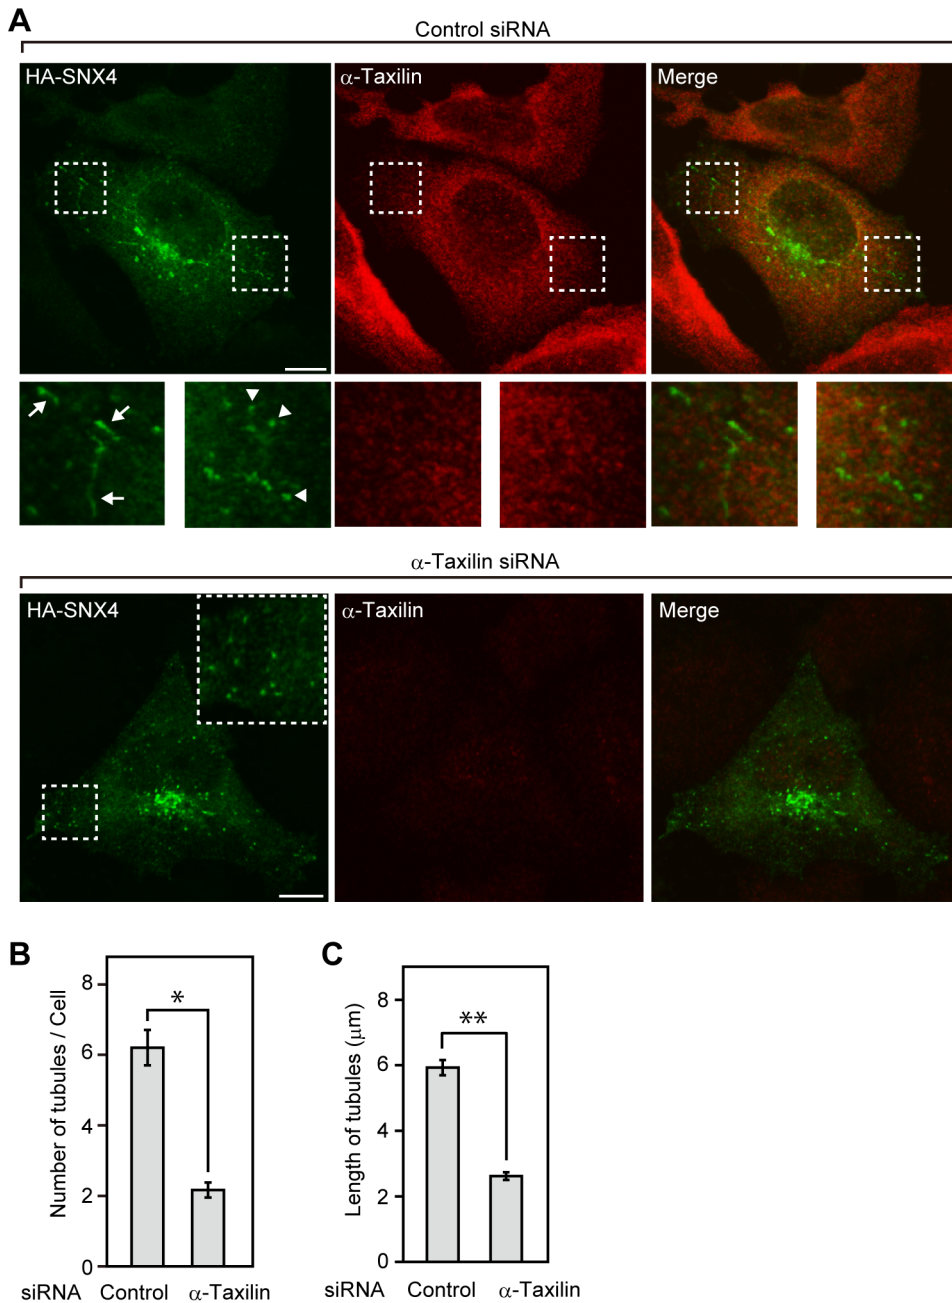 A
Control siRNA
HA-SNX4
α-Taxilin
Merge
α-Taxilin siRNA
HA-SNX4
α-Taxilin
Merge
B
Number of tubules / Cell
8
6
4
2
0
*
siRNA Control α-Taxilin
C
Length of tubules (μm)
8
6
4
2
0
**
siRNA Control α-Taxilin